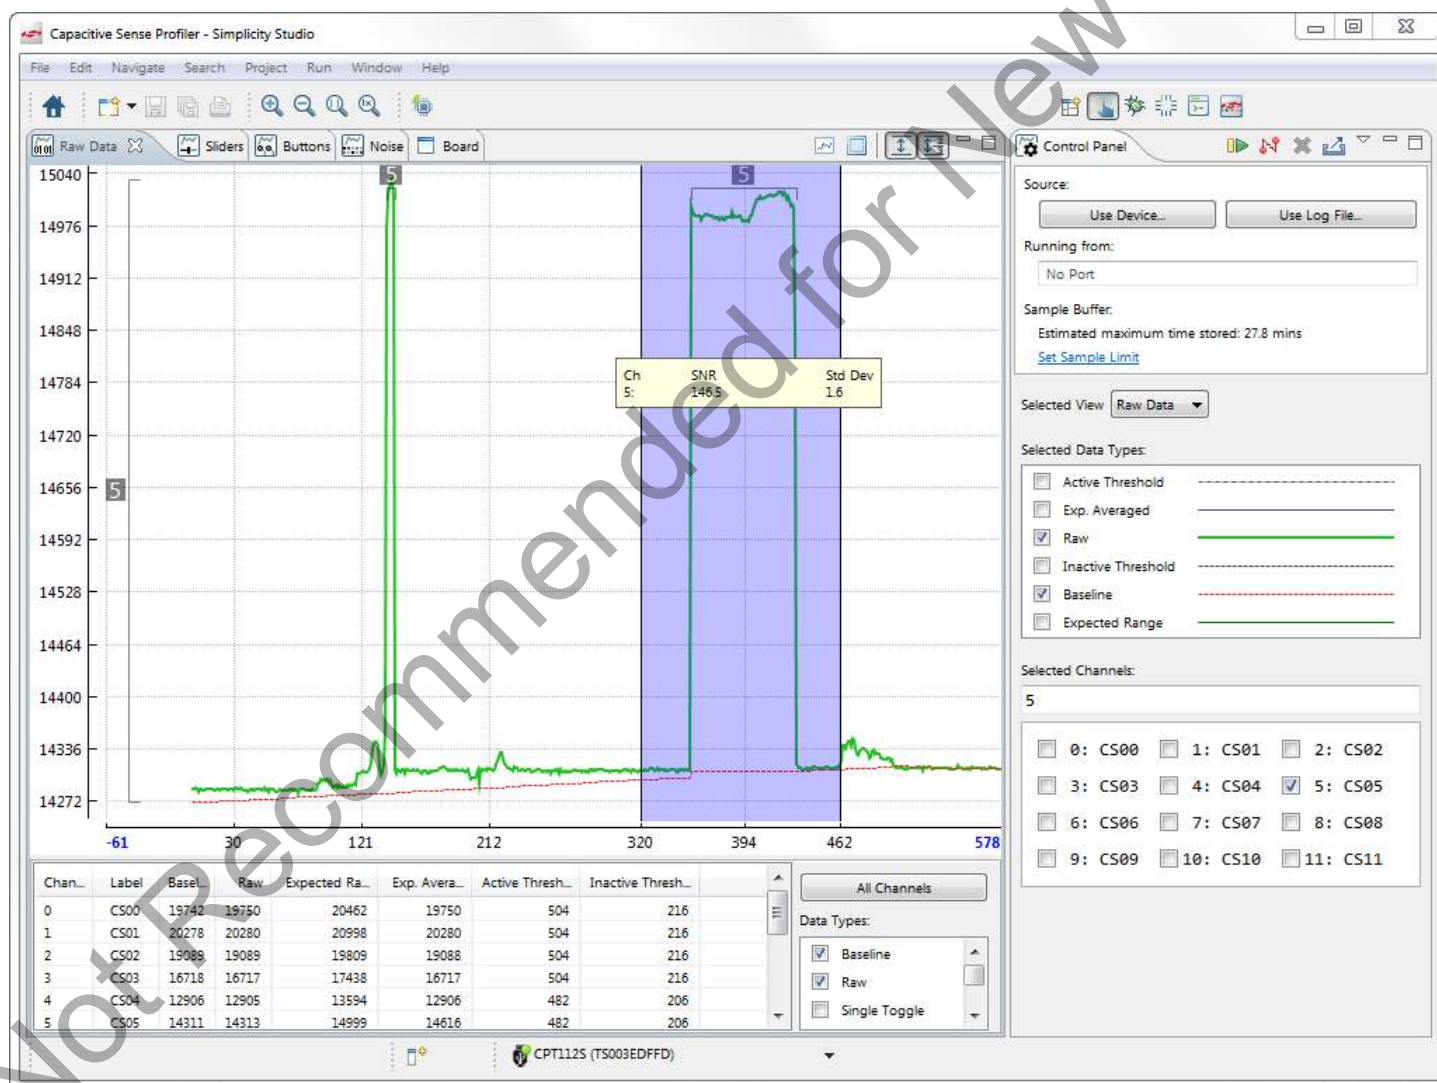 Capacitive Sense Profiler - Simplicity Studio
File Edit Navigate Search Project Run Window Help
Raw Data Sliders Buttons Noise Board
Control Panel
15040
14976
14912
14848
14784
14720
14656
14592
14528
14464
14400
14336
14272
5
5
5
Ch SNR Std Dev
5: 146.5 1.6
-61 30 121 212 320 394 462 578
Source:
Use Device... Use Log File...
Running from:
No Port
Sample Buffer:
Estimated maximum time stored: 27.8 mins
Set Sample Limit
Selected View Raw Data
Selected Data Types:
Active Threshold
Exp. Averaged
Raw
Inactive Threshold
Baseline
Expected Range
Selected Channels:
5
0: CS00 1: CS01 2: CS02
3: CS03 4: CS04 5: CS05
6: CS06 7: CS07 8: CS08
9: CS09 10: CS10 11: CS11
Chan... Label Basel... Raw Expected Ra... Exp. Avera... Active Thresh... Inactive Thresh...
0 CS00 19742 19750 20462 19750 504 216
1 CS01 20278 20280 20998 20280 504 216
2 CS02 19089 19089 19809 19088 504 216
3 CS03 16718 16717 17438 16717 504 216
4 CS04 12906 12905 13594 12906 482 206
5 CS05 14311 14313 14999 14616 482 206
All Channels
Data Types:
Baseline
Raw
Single Toggle
CPT112S (TS003EDFFD)
Not Recommended for New